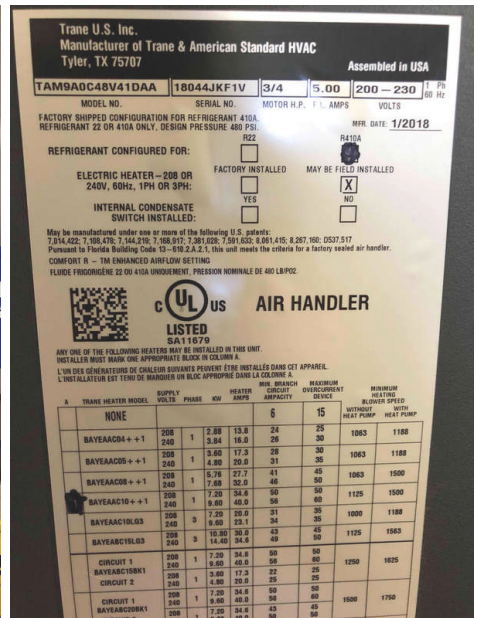 Trane U.S. Inc.
Manufacturer of Trane & American Standard HVAC
Tyler, TX 75707
Assembled in USA
TAM9A0C48V41DAA 18044JKF1V 3/4 5.00 200 – 230 1 Ph 60 Hz
MODEL NO. SERIAL NO. MOTOR H.P. F.L. AMPS VOLTS
FACTORY SHIPPED CONFIGURATION FOR REFRIGERANT 410A.
REFRIGERANT 22 OR 410A ONLY, DESIGN PRESSURE 480 PSI.
MFR. DATE: 1/2018
R22 R410A
REFRIGERANT CONFIGURED FOR:
FACTORY INSTALLED MAY BE FIELD INSTALLED
ELECTRIC HEATER – 208 OR
240V, 60Hz, 1PH OR 3PH: X
YES NO
INTERNAL CONDENSATE
SWITCH INSTALLED:
May be manufactured under one or more of the following U.S. patents:
7,014,422; 7,108,478; 7,144,219; 7,168,917; 7,381,028; 7,591,633; 8,061,415; 8,267,160; D537,517
Pursuant to Florida Building Code 13 – 610.2.A.2.1, this unit meets the criteria for a factory sealed air handler.
COMFORT R – TM ENHANCED AIRFLOW SETTING
FLUIDE FRIGORIGÈNE 22 OU 410A UNIQUEMENT, PRESSION NOMINALE DE 480 LB/PO2.
C UL US AIR HANDLER
LISTED
SA11679
ANY ONE OF THE FOLLOWING HEATERS MAY BE INSTALLED IN THIS UNIT.
INSTALLER MUST MARK ONE APPROPRIATE BLOCK IN COLUMN A.
L'UN DES GÉNÉRATEURS DE CHALEUR SUIVANTS PEUVENT ÊTRE INSTALLÉS DANS CET APPAREIL.
L'INSTALLATEUR EST TENU DE MARQUER UN BLOC APPROPRIE DANS LA COLONNE A.
A TRANE HEATER MODEL SUPPLY VOLTS PHASE KW HEATER AMPS MIN. BRANCH CIRCUIT AMPACITY MAXIMUM OVERCURRENT DEVICE MINIMUM HEATING BLOWER SPEED
WITHOUT HEAT PUMP WITH HEAT PUMP
NONE 6 15
BAYEAAC04++1 208 240 1 2.88 3.84 13.8 16.0 24 26 25 30 1063 1188
BAYEAAC05++1 208 240 1 3.60 4.80 17.3 20.0 28 31 30 35 1063 1188
BAYEAAC08++1 208 240 1 5.76 7.68 27.7 32.0 41 46 45 50 1063 1500
BAYEAAC10++1 208 240 1 7.20 9.60 34.6 40.0 50 56 50 60 1125 1500
BAYEAAC10LG3 208 240 3 7.20 9.60 20.0 23.1 31 34 35 35 1000 1188
BAYEABC15LG3 208 240 3 10.80 14.40 30.0 34.6 43 49 45 50 1125 1563
CIRCUIT 1 208 240 1 7.20 9.60 34.6 40.0 50 56 50 60 1250 1625
BAYEABC15BK1
CIRCUIT 2 208 240 1 3.60 4.80 17.3 20.0 22 25 25 25
CIRCUIT 1 208 240 1 7.20 9.60 34.6 40.0 50 56 50 60 1500 1750
BAYEABC20BK1
208 7.20 34.6 43 45